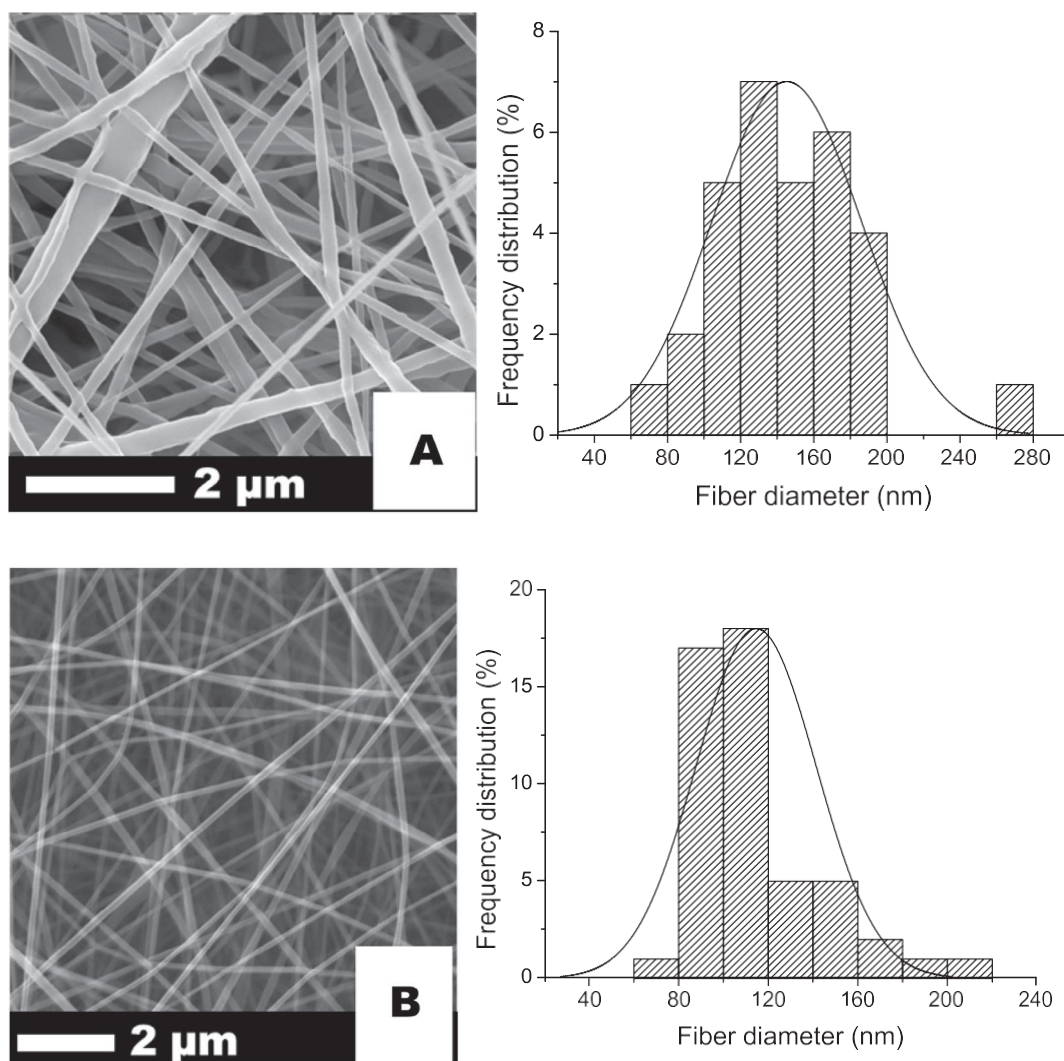 A
2 μm
8
6
4
2
0
Frequency distribution (%)
40 80 120 160 200 240 280
Fiber diameter (nm)
B
2 μm
20
15
10
5
0
Frequency distribution (%)
40 80 120 160 200 240
Fiber diameter (nm)